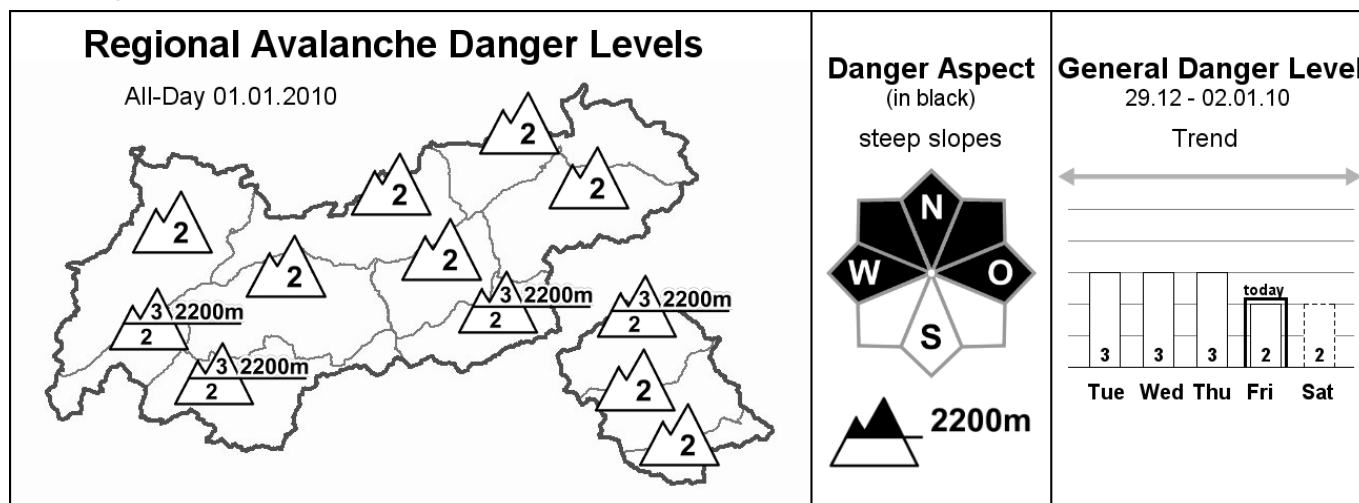 Regional Avalanche Danger Levels
All-Day 01.01.2010
2
2
2
2
2
2
2
3 2200m
2
3 2200m
2
3 2200m
2
3 2200m
2
2
2
Danger Aspect
(in black)
steep slopes
N
W
O
S
2200m
General Danger Level
29.12 - 02.01.10
Trend
today
3 3 3 2 2
Tue Wed Thu Fri Sat